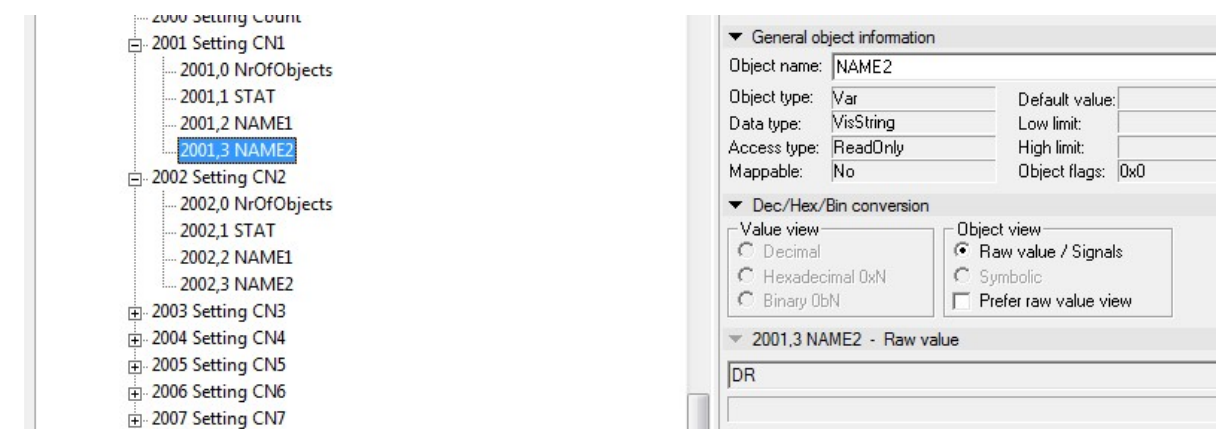 2000 Setting Count
2001 Setting CN1
2001,0 NrOfObjects
2001,1 STAT
2001,2 NAME1
2001,3 NAME2
2002 Setting CN2
2002,0 NrOfObjects
2002,1 STAT
2002,2 NAME1
2002,3 NAME2
2003 Setting CN3
2004 Setting CN4
2005 Setting CN5
2006 Setting CN6
2007 Setting CN7
General object information
Object name: NAME2
Object type: Var Default value:
Data type: VisString Low limit:
Access type: ReadOnly High limit:
Mappable: No Object flags: 0x0
Dec/Hex/Bin conversion
Value view
Decimal
Hexadecimal 0xN
Binary 0bN
Object view
Raw value / Signals
Symbolic
Prefer raw value view
2001,3 NAME2 - Raw value
DR